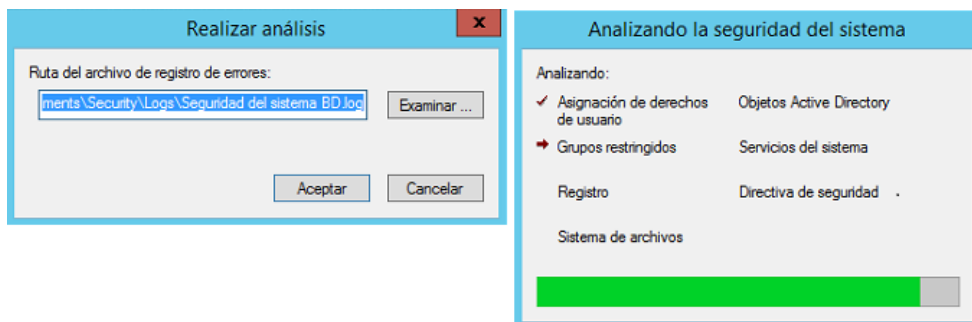 Realizar análisis
x
Ruta del archivo de registro de errores:
ments\Security\Logs\Seguridad del sistema BD.log
Examinar ...
Aceptar
Cancelar
Analizando la seguridad del sistema
Analizando:
Asignación de derechos
de usuario
Objetos Active Directory
Grupos restringidos
Servicios del sistema
Registro
Directiva de seguridad .
Sistema de archivos